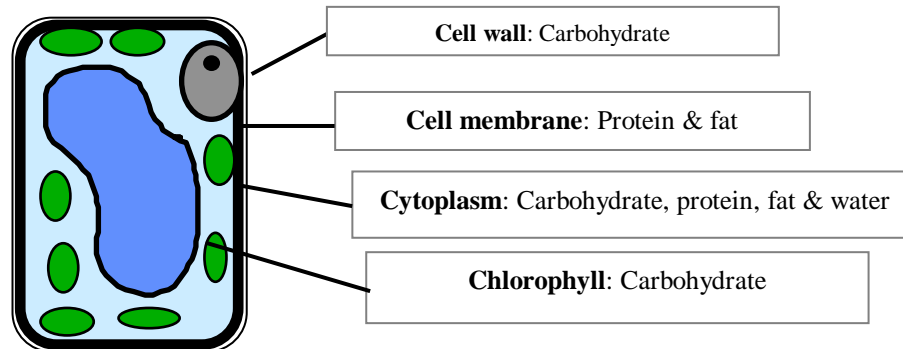 Cell wall: Carbohydrate
Cell membrane: Protein & fat
Cytoplasm: Carbohydrate, protein, fat & water
Chlorophyll: Carbohydrate